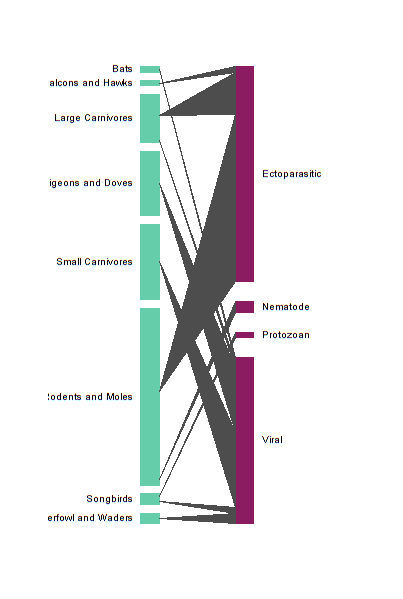 Bats
alcons and Hawks
Large Carnivores
Ectoparasitic
igeons and Doves
Small Carnivores
Nematode
Protozoan
Rodents and Moles
Viral
Songbirds
erfowl and Waders